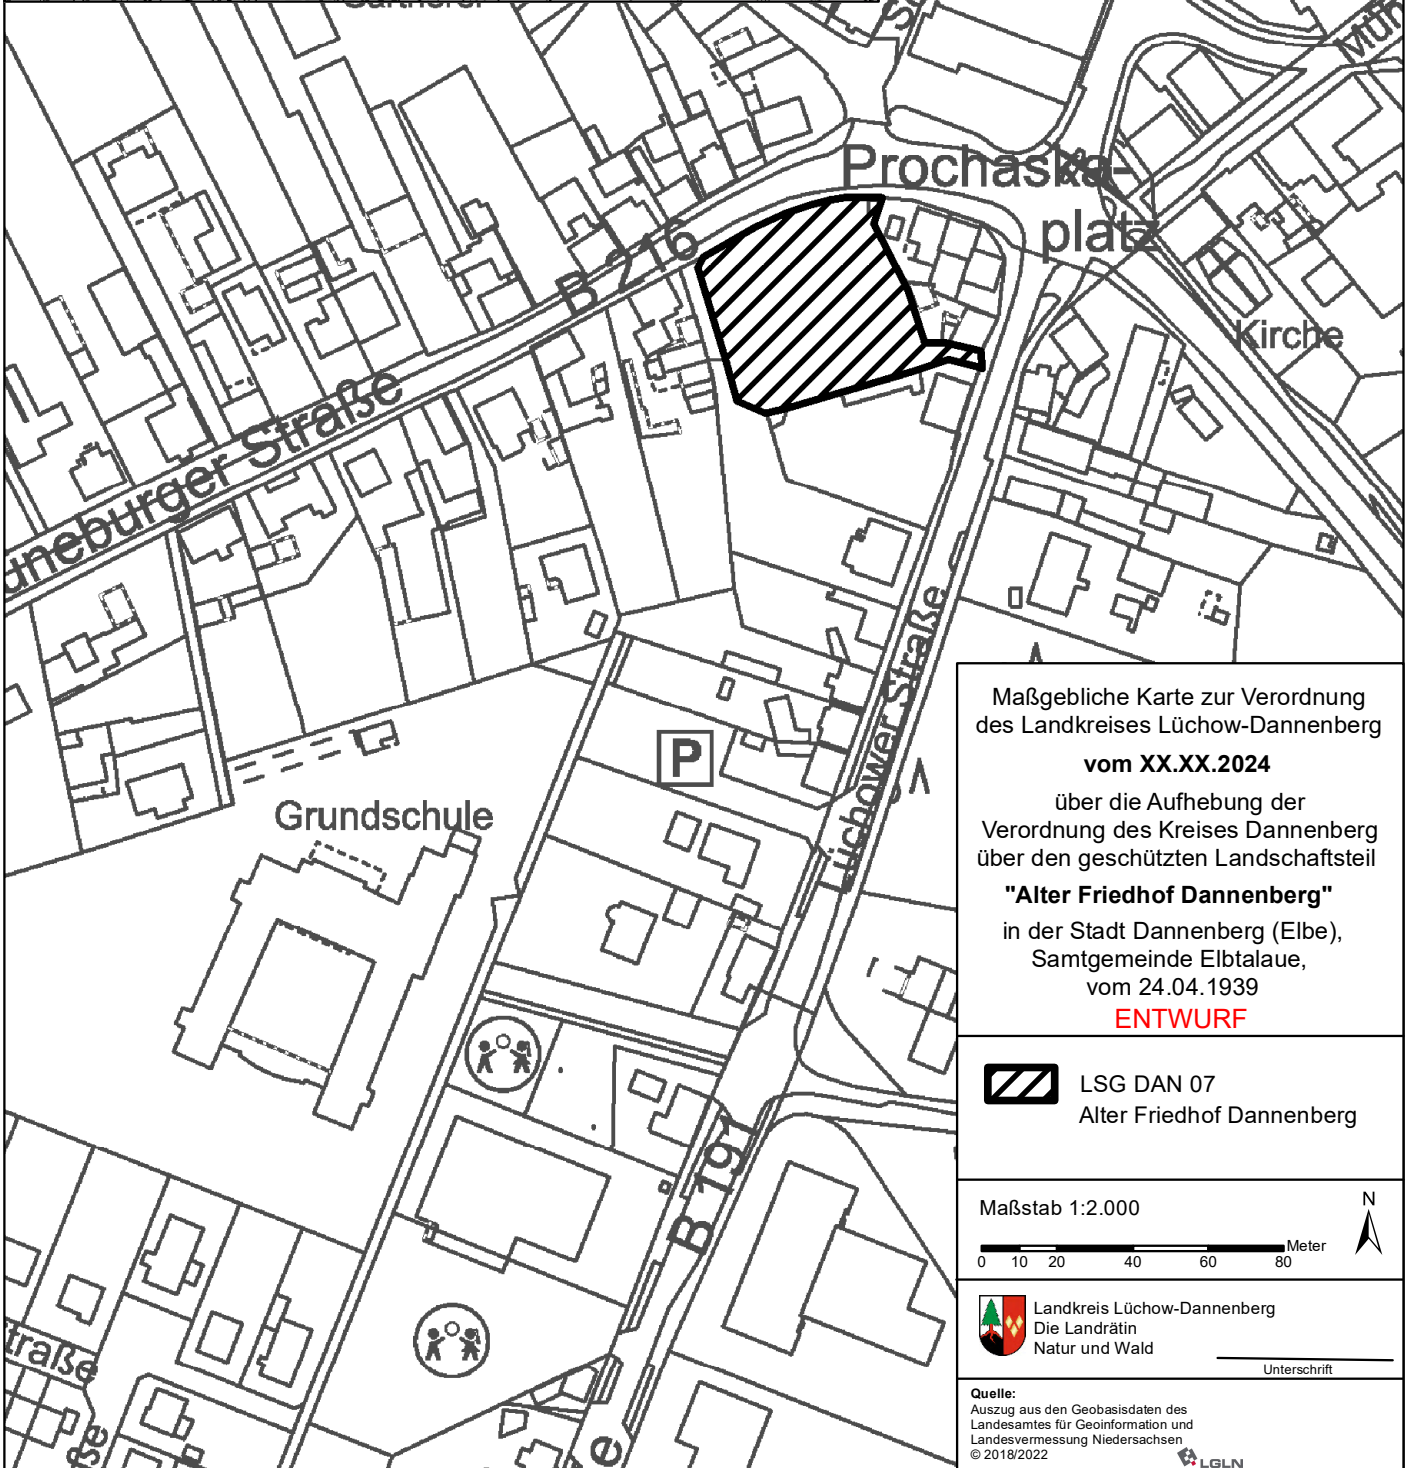 Prochaska-
platz
B 216
Kirche
Straße
Lüchower Straße
P
Grundschule
B 191
traße
Maßgebliche Karte zur Verordnung
des Landkreises Lüchow-Dannenberg
vom XX.XX.2024
über die Aufhebung der
Verordnung des Kreises Dannenberg
über den geschützten Landschaftsteil
"Alter Friedhof Dannenberg"
in der Stadt Dannenberg (Elbe),
Samtgemeinde Elbtalaue,
vom 24.04.1939
ENTWURF
LSG DAN 07
Alter Friedhof Dannenberg
Maßstab 1:2.000
N
Meter
0 10 20 40 60 80
Landkreis Lüchow-Dannenberg
Die Landrätin
Natur und Wald
Unterschrift
Quelle:
Auszug aus den Geobasisdaten des
Landesamtes für Geoinformation und
Landesvermessung Niedersachsen
© 2018/2022
LGLN